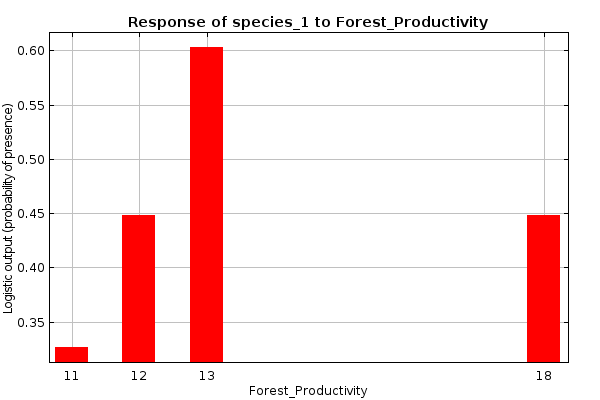 Response of species_1 to Forest_Productivity
Logistic output (probability of presence)
0.60
0.55
0.50
0.45
0.40
0.35
11 12 13 18
Forest_Productivity